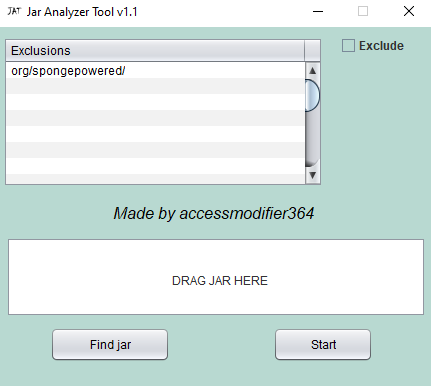 JAT Jar Analyzer Tool v1.1
Exclusions
Exclude
org/spongepowered/
Made by accessmodifier364
DRAG JAR HERE
Find jar
Start